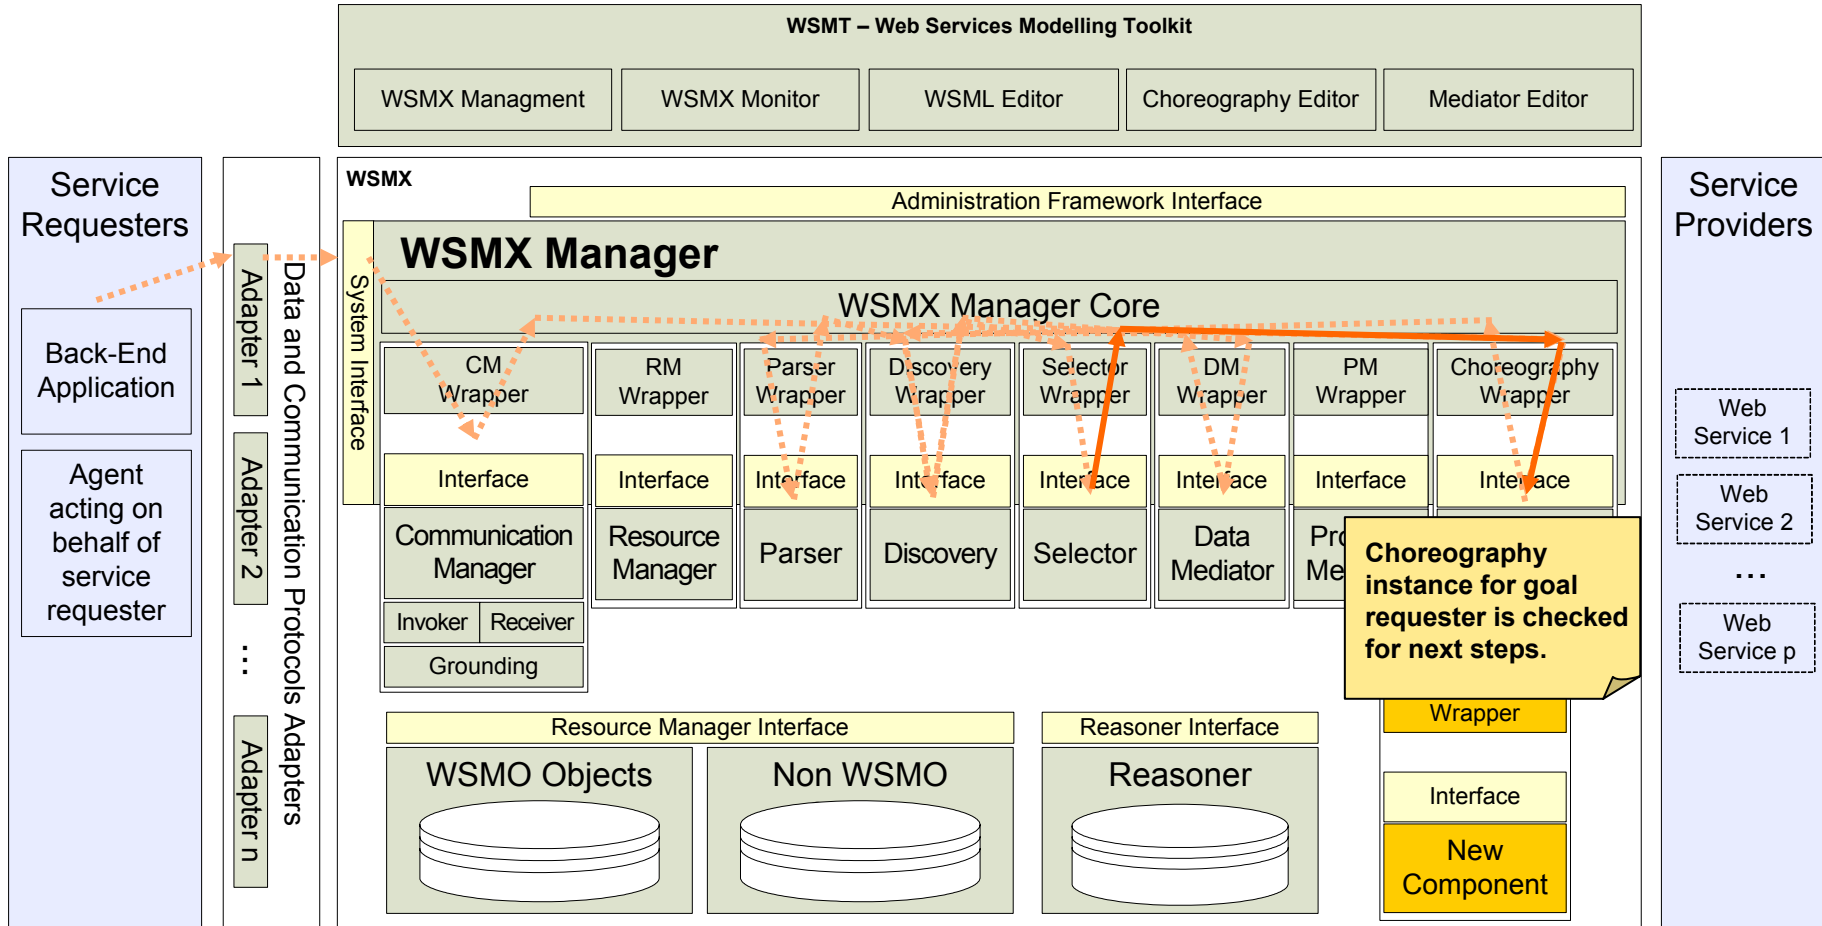 WSMT – Web Services Modelling Toolkit
WSMX Managment
WSMX Monitor
WSML Editor
Choreography Editor
Mediator Editor
Service
Requesters
Back-End
Application
Agent
acting on
behalf of
service
requester
Adapter 1
Adapter 2
...
Adapter n
Data and Communication Protocols Adapters
WSMX
Administration Framework Interface
System Interface
WSMX Manager
WSMX Manager Core
CM
Wrapper
RM
Wrapper
Parser
Wrapper
Discovery
Wrapper
Selector
Wrapper
DM
Wrapper
PM
Wrapper
Choreography
Wrapper
Interface
Interface
Interface
Interface
Interface
Interface
Interface
Interface
Communication
Manager
Resource
Manager
Parser
Discovery
Selector
Data
Mediator
Pro
Me
Invoker
Receiver
Grounding
Choreography
instance for goal
requester is checked
for next steps.
Wrapper
Interface
New
Component
Resource Manager Interface
WSMO Objects
Non WSMO
Reasoner Interface
Reasoner
Service
Providers
Web
Service 1
Web
Service 2
...
Web
Service p